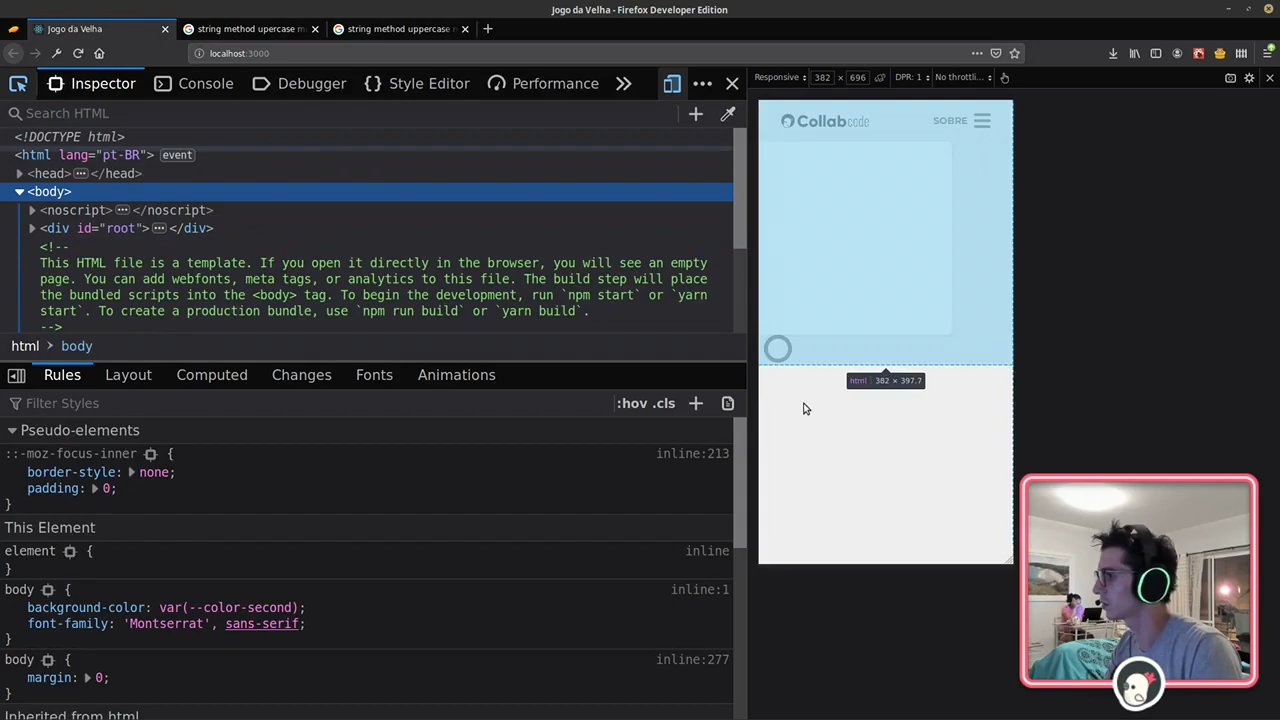 Jogo da Velha - Firefox Developer Edition
Jogo da Velha
string method upercase m
string method uppercase r
localhost:3000
Inspector
Console
Debugger
Style Editor
Performance
Responsive
382 × 696
DPR: 1
No throttli...
Search HTML
<!DOCTYPE html>
<html lang="pt-BR"> event
<head> </head>
<body>
<noscript> </noscript>
<div id="root"> </div>
<!--
This HTML file is a template. If you open it directly in the browser, you will see an empty
page. You can add webfonts, meta tags, or analytics to this file. The build step will place
the bundled scripts into the <body> tag. To begin the development, run `npm start` or `yarn
start`. To create a production bundle, use `npm run build` or `yarn build`.
-->
html > body
Rules
Layout
Computed
Changes
Fonts
Animations
Filter Styles
:hov .cls
Pseudo-elements
::-moz-focus-inner {
inline:213
border-style: none;
padding: 0;
}
This Element
element {
inline
}
body {
inline:1
background-color: var(--color-second);
font-family: 'Montserrat', sans-serif;
}
body {
inline:277
margin: 0;
}
Inherited from html
Collabcode
SOBRE
html 382 × 397.7